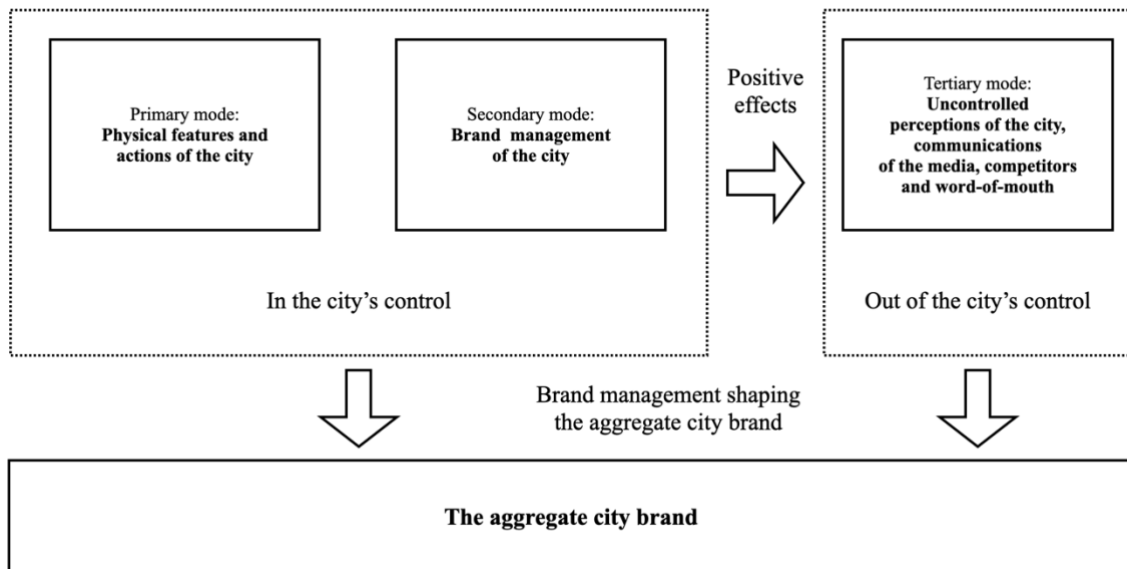 Primary mode:
Physical features and
actions of the city
Secondary mode:
Brand management
of the city
Positive
effects
Tertiary mode:
Uncontrolled
perceptions of the city,
communications
of the media, competitors
and word-of-mouth
In the city’s control
Out of the city’s control
Brand management shaping
the aggregate city brand
The aggregate city brand